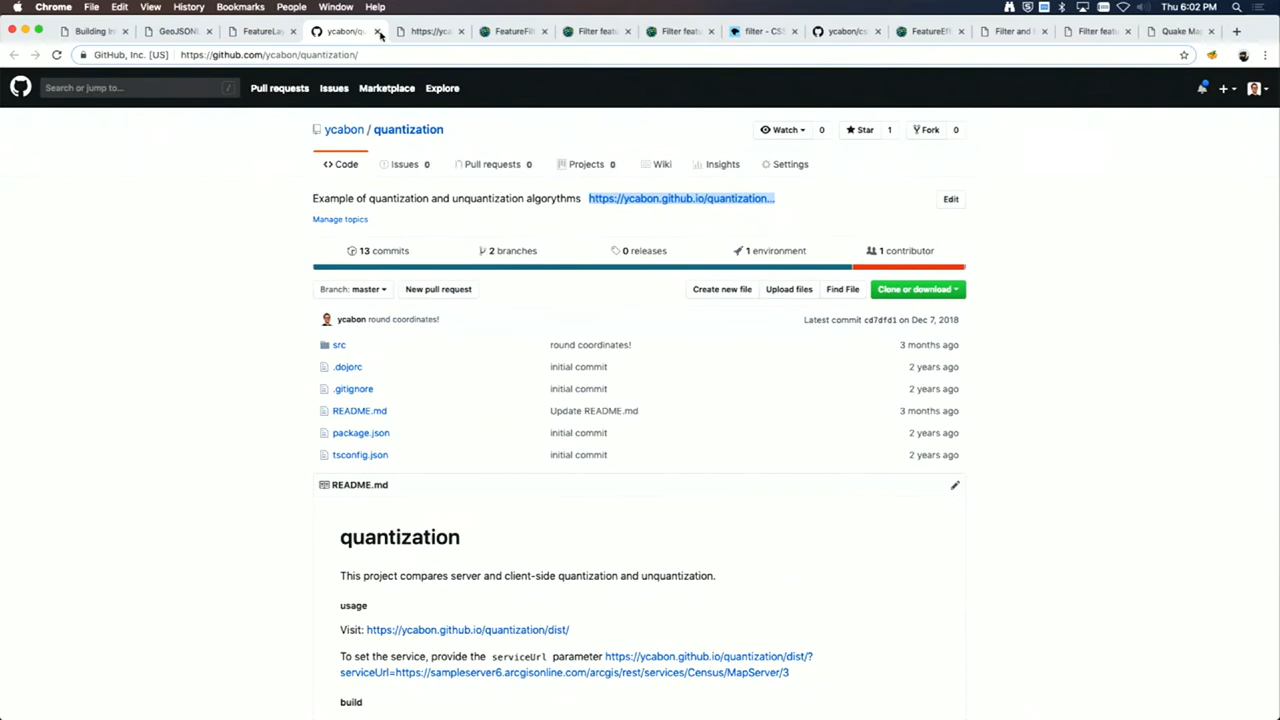 Chrome File Edit View History Bookmarks People Window Help Thu 6:02 PM
Building In GeoJSONL FeatureLay ycabon/qu https://yca FeatureFilt Filter featu Filter featu filter - CSS ycabon/cs FeatureEff Filter and Filter featu Quake Ma
GitHub, Inc. [US] https://github.com/ycabon/quantization/
Search or jump to... / Pull requests Issues Marketplace Explore
ycabon / quantization Watch 0 Star 1 Fork 0
Code Issues 0 Pull requests 0 Projects 0 Wiki Insights Settings
Example of quantization and unquantization algorythms https://ycabon.github.io/quantization... Edit
Manage topics
13 commits 2 branches 0 releases 1 environment 1 contributor
Branch: master New pull request Create new file Upload files Find File Clone or download
ycabon round coordinates! Latest commit cd7dfd1 on Dec 7, 2018
src round coordinates! 3 months ago
.dojorc initial commit 2 years ago
.gitignore initial commit 2 years ago
README.md Update README.md 3 months ago
package.json initial commit 2 years ago
tsconfig.json initial commit 2 years ago
README.md
quantization
This project compares server and client-side quantization and unquantization.
usage
Visit: https://ycabon.github.io/quantization/dist/
To set the service, provide the serviceUrl parameter https://ycabon.github.io/quantization/dist/?
serviceUrl=https://sampleserver6.arcgisonline.com/arcgis/rest/services/Census/MapServer/3
build